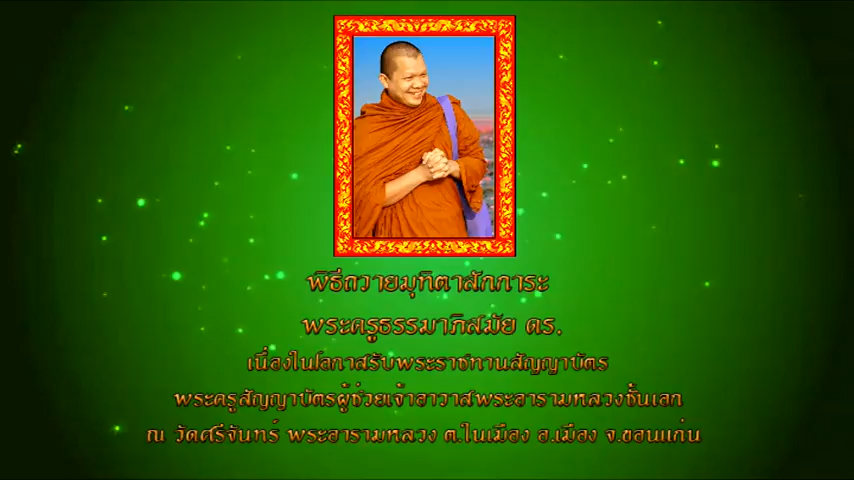 พิธีถวายมุทิตาสักการะ
พระครูธรรมาภิสมัย ดร.
เนื่องในโอกาสรับพระราชทานสัญญาบัตร
พระครูสัญญาบัตรผู้ช่วยเจ้าอาวาสพระอารามหลวงชั้นเอก
ณ วัดศรีจันทร์ พระอารามหลวง ต.ในเมือง อ.เมือง จ.ขอนแก่น